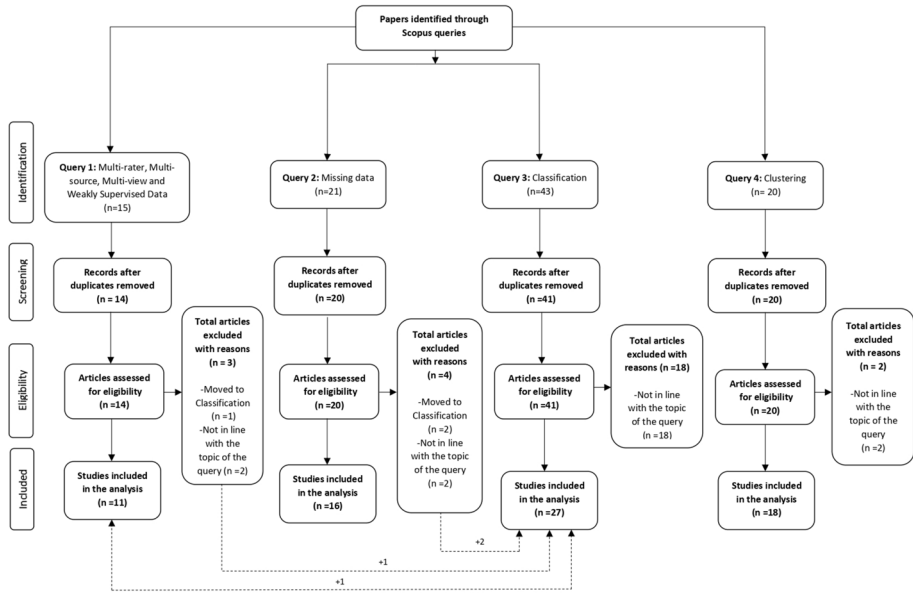 Papers identified through
Scopus queries
Identification
Query 1: Multi-rater, Multi-
source, Multi-view and
Weakly Supervised Data
(n=15)
Query 2: Missing data
(n=21)
Query 3: Classification
(n=43)
Query 4: Clustering
(n= 20)
Screening
Records after
duplicates removed
(n = 14)
Records after
duplicates removed
(n =20)
Records after
duplicates removed
(n =41)
Records after
duplicates removed
(n =20)
Eligibility
Articles assessed
for eligibility
(n =14)
Total articles
excluded
with reasons
(n = 3)
-Moved to
Classification
(n =1)
-Not in line
with the
topic of the
query (n =2)
Articles assessed
for eligibility
(n =20)
Total articles
excluded
with reasons
(n =4)
-Moved to
Classification
(n =2)
-Not in line
with the topic
of the query
(n =2)
Articles assessed
for eligibility
(n =41)
Total articles
excluded with
reasons (n =18)
-Not in line
with the topic
of the query
(n =18)
Articles assessed
for eligibility
(n =20)
Total articles
excluded
with reasons
(n = 2)
-Not in line
with the
topic of the
query
(n =2)
Included
Studies included
in the analysis
(n =11)
Studies included
in the analysis
(n =16)
Studies included
in the analysis
(n =27)
Studies included
in the analysis
(n =18)
+2
+1
+1